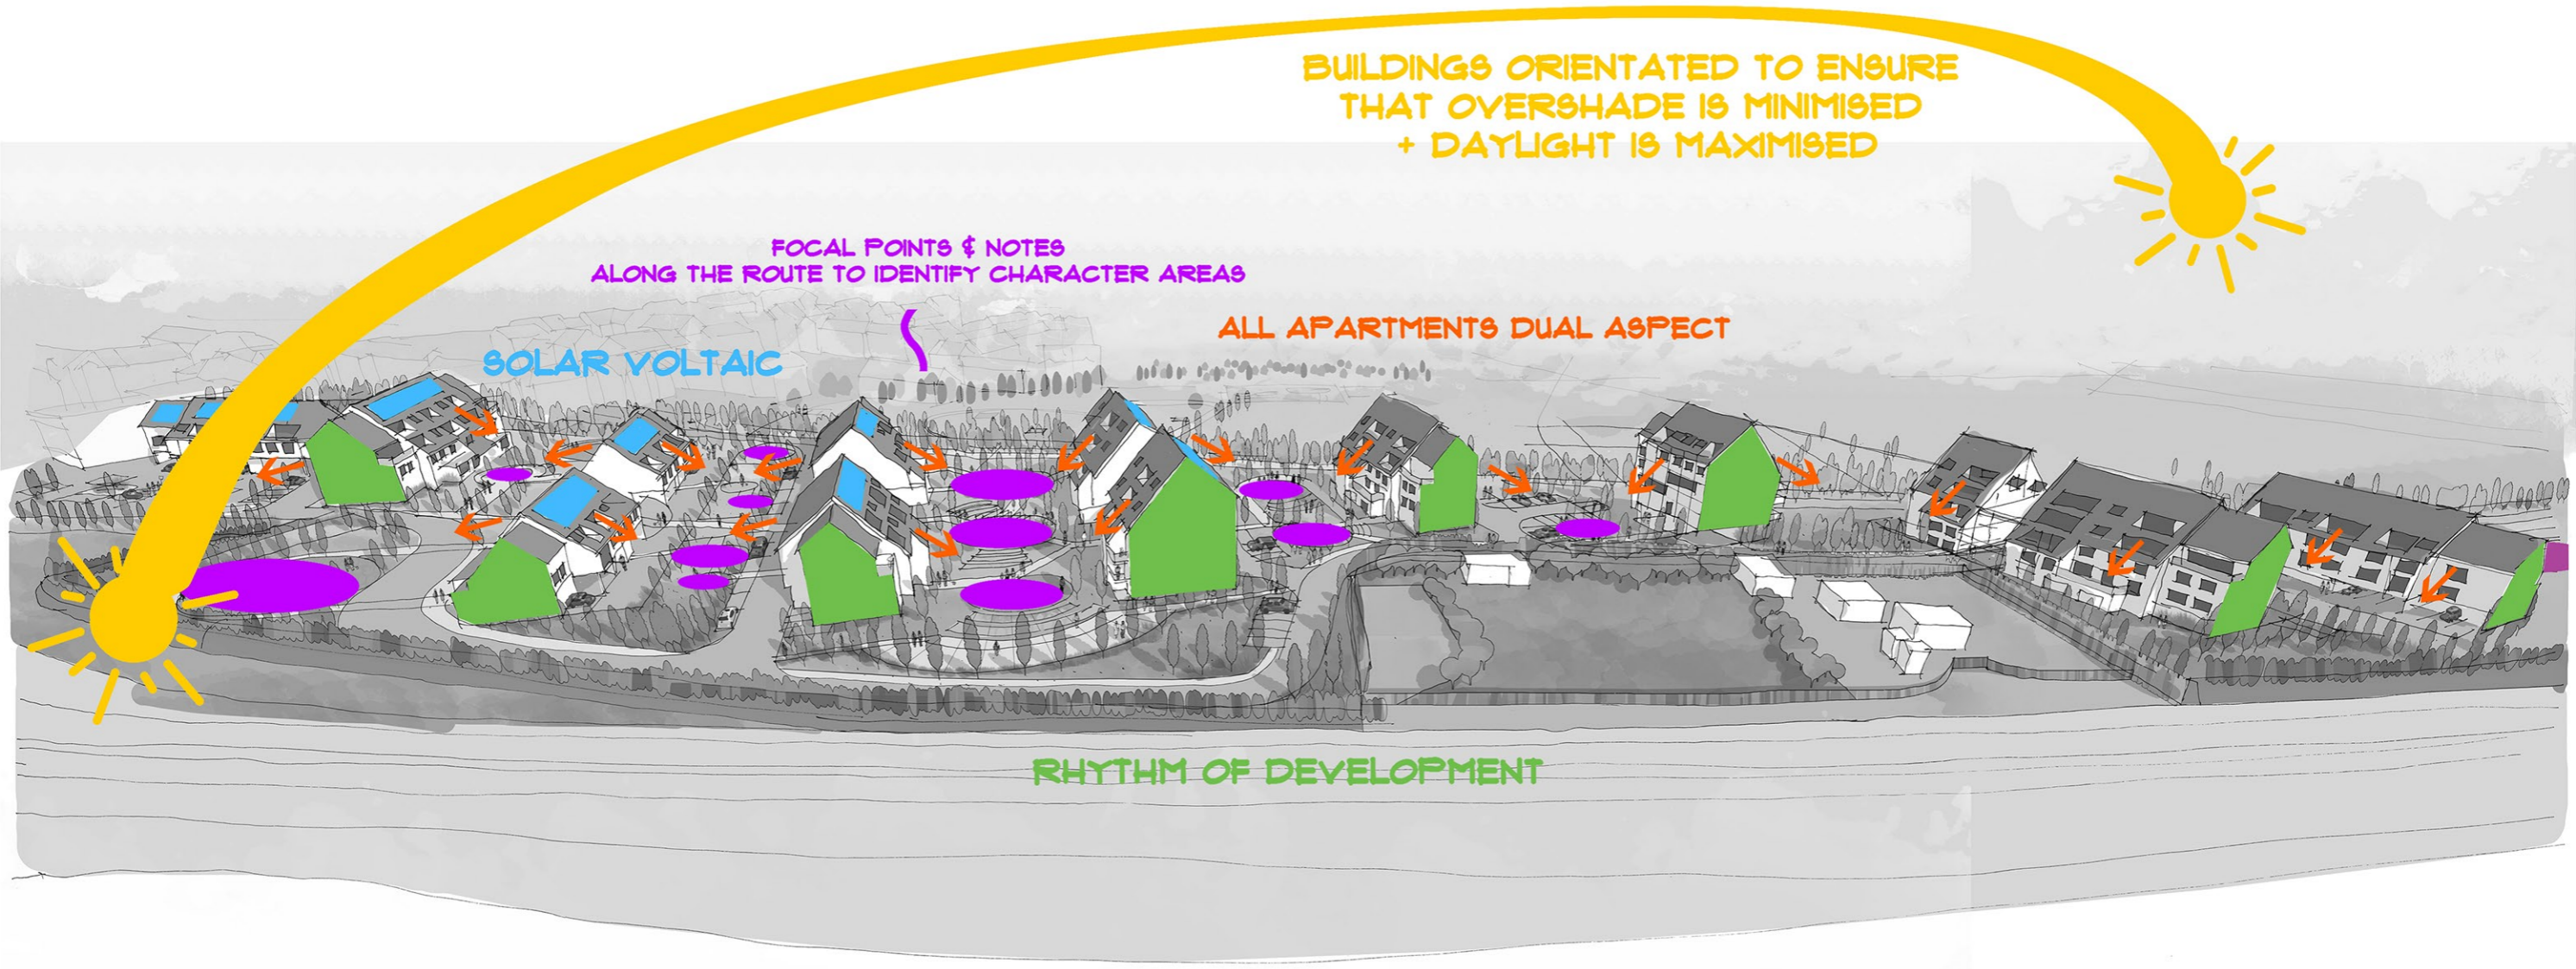 BUILDINGS ORIENTATED TO ENSURE
THAT OVERSHADE IS MINIMISED
+ DAYLIGHT IS MAXIMISED
FOCAL POINTS & NOTES
ALONG THE ROUTE TO IDENTIFY CHARACTER AREAS
ALL APARTMENTS DUAL ASPECT
SOLAR VOLTAIC
RHYTHM OF DEVELOPMENT